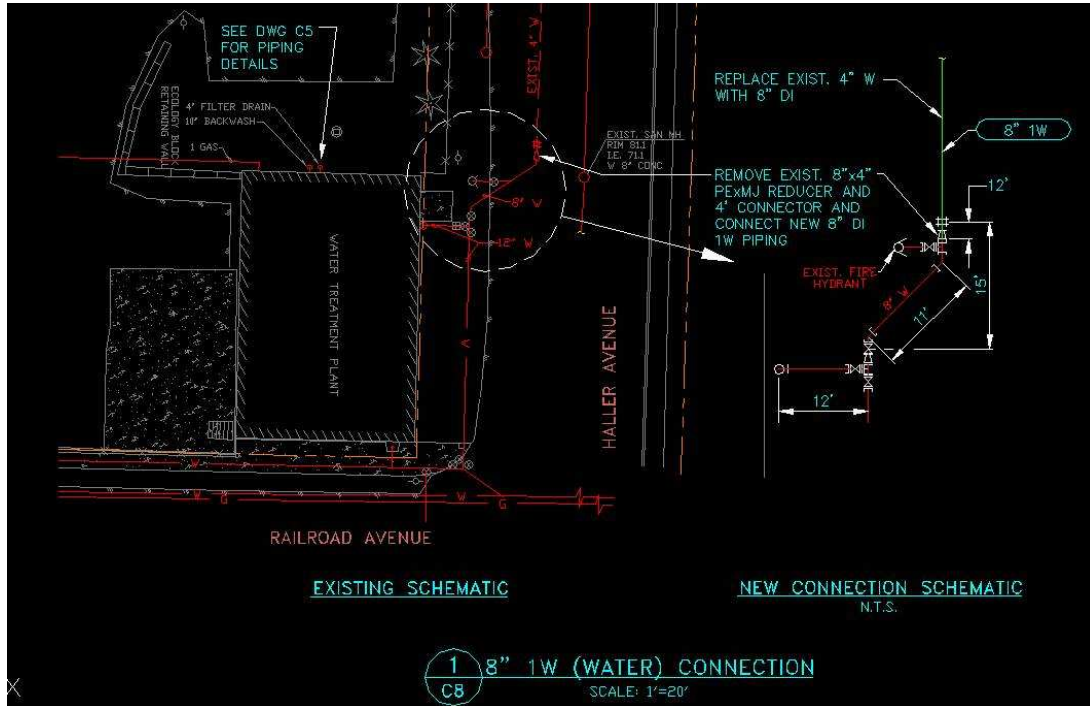 SEE DWG C5
FOR PIPING
DETAILS
4" FILTER DRAIN
10" BACKWASH
1 GAS
ECOLOGY BLOCK
RETAINING WALL
WATER TREATMENT PLANT
EXIST. 4" W
EXIST. SAN MH
RIM 81.1
I.E. 71.1
W 8" CONC
8" W
12" W
A
W
W
G
W
G
HALLER AVENUE
RAILROAD AVENUE
EXISTING SCHEMATIC
REPLACE EXIST. 4" W
WITH 8" DI
8" 1W
REMOVE EXIST. 8"x4"
PExMJ REDUCER AND
4' CONNECTOR AND
CONNECT NEW 8" DI
1W PIPING
12'
15'
EXIST. FIRE
HYDRANT
8" W
11'
12'
NEW CONNECTION SCHEMATIC
N.T.S.
1
C8
8" 1W (WATER) CONNECTION
SCALE: 1'=20'
X